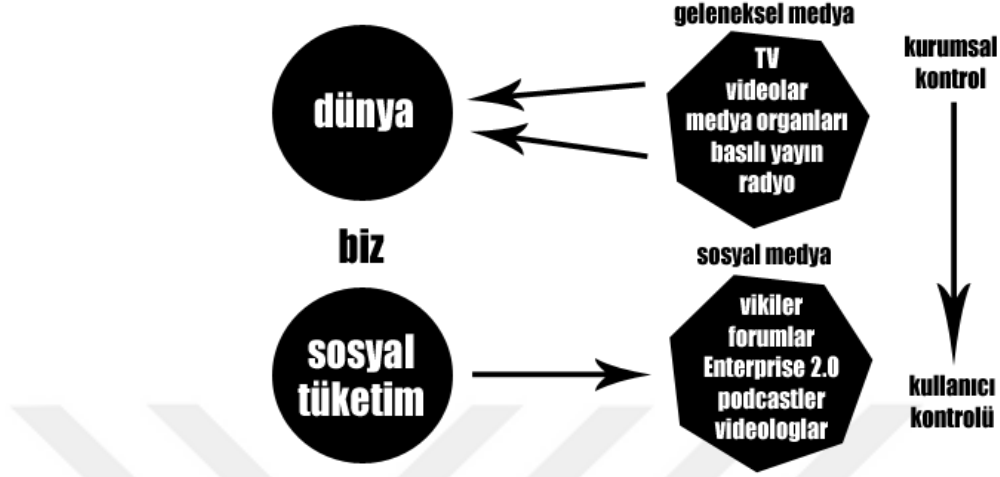 geleneksel medya
TV
videolar
medya organları
basılı yayın
radyo
kurumsal
kontrol
dünya
biz
sosyal
tüketim
sosyal medya
vikiler
forumlar
Enterprise 2.0
podcastler
videologlar
kullanıcı
kontrolü